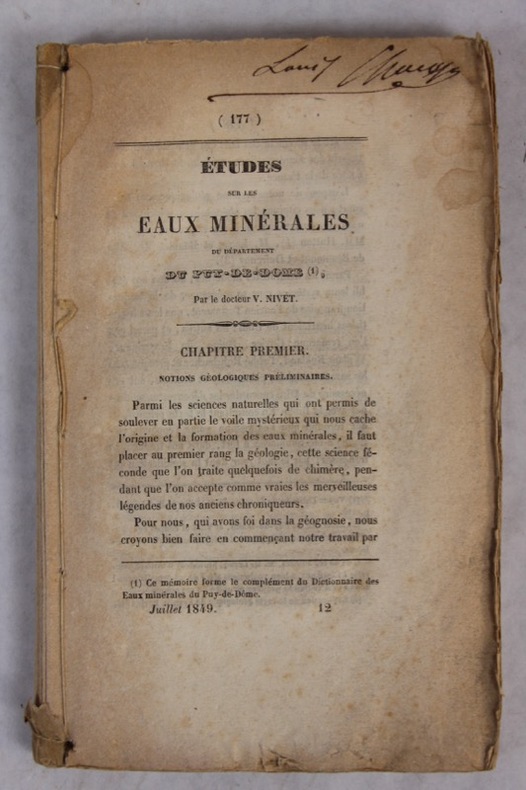 Louis
( 177 )
ÉTUDES
SUR LES
EAUX MINÉRALES
DU DÉPARTEMENT
DU PUY-DE-DOME (1),
Par le docteur V. NIVET.
CHAPITRE PREMIER.
NOTIONS GÉOLOGIQUES PRÉLIMINAIRES.
Parmi les sciences naturelles qui ont permis de
soulever en partie le voile mystérieux qui nous cache
l'origine et la formation des eaux minérales, il faut
placer au premier rang la géologie, cette science fé-
conde que l'on traite quelquefois de chimère, pen-
dant que l'on accepte comme vraies les merveilleuses
légendes de nos anciens chroniqueurs.
Pour nous, qui avons foi dans la géognosie, nous
croyons bien faire en commençant notre travail par
(1) Ce mémoire forme le complément du Dictionnaire des
Eaux minérales du Puy-de-Dôme.
Juillet 1849. 12